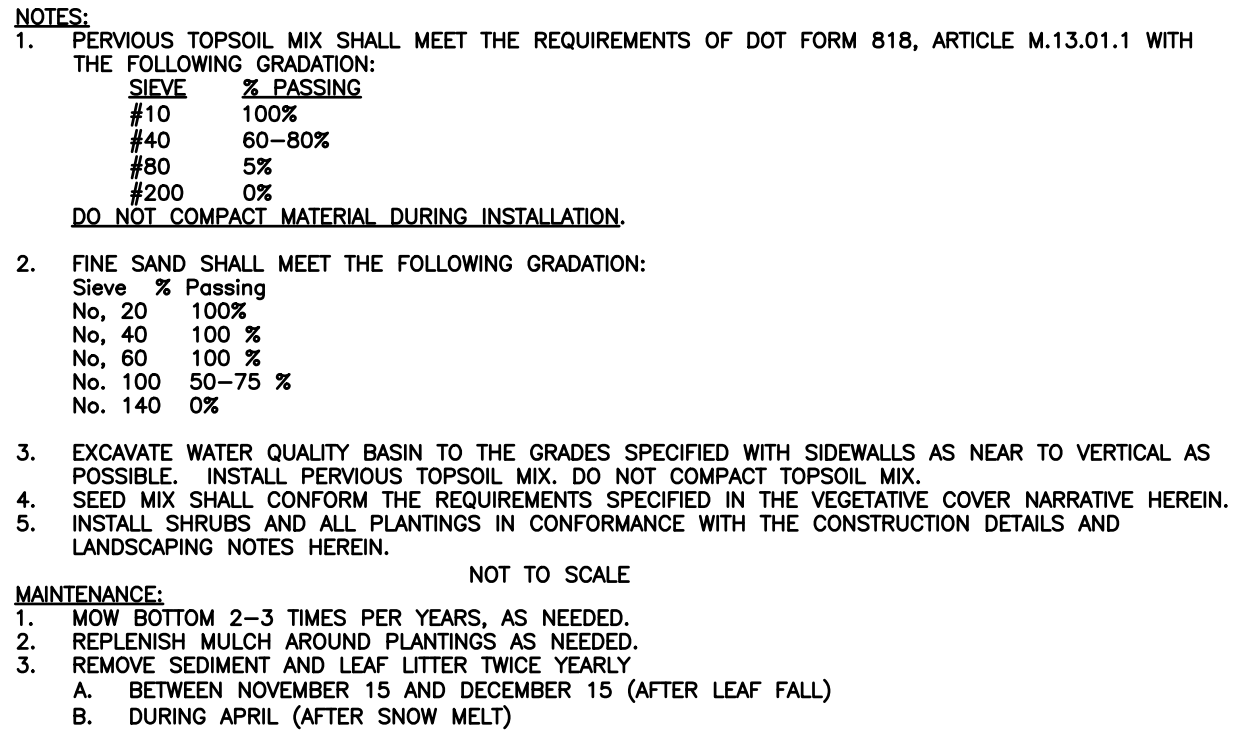 NOTES:
1. PERVIOUS TOPSOIL MIX SHALL MEET THE REQUIREMENTS OF DOT FORM 818, ARTICLE M.13.01.1 WITH
THE FOLLOWING GRADATION:
SIEVE % PASSING
#10 100%
#40 60-80%
#80 5%
#200 0%
DO NOT COMPACT MATERIAL DURING INSTALLATION.
2. FINE SAND SHALL MEET THE FOLLOWING GRADATION:
Sieve % Passing
No, 20 100%
No, 40 100 %
No, 60 100 %
No. 100 50-75 %
No. 140 0%
3. EXCAVATE WATER QUALITY BASIN TO THE GRADES SPECIFIED WITH SIDEWALLS AS NEAR TO VERTICAL AS
POSSIBLE. INSTALL PERVIOUS TOPSOIL MIX. DO NOT COMPACT TOPSOIL MIX.
4. SEED MIX SHALL CONFORM THE REQUIREMENTS SPECIFIED IN THE VEGETATIVE COVER NARRATIVE HEREIN.
5. INSTALL SHRUBS AND ALL PLANTINGS IN CONFORMANCE WITH THE CONSTRUCTION DETAILS AND
LANDSCAPING NOTES HEREIN.
NOT TO SCALE
MAINTENANCE:
1. MOW BOTTOM 2-3 TIMES PER YEARS, AS NEEDED.
2. REPLENISH MULCH AROUND PLANTINGS AS NEEDED.
3. REMOVE SEDIMENT AND LEAF LITTER TWICE YEARLY
A. BETWEEN NOVEMBER 15 AND DECEMBER 15 (AFTER LEAF FALL)
B. DURING APRIL (AFTER SNOW MELT)